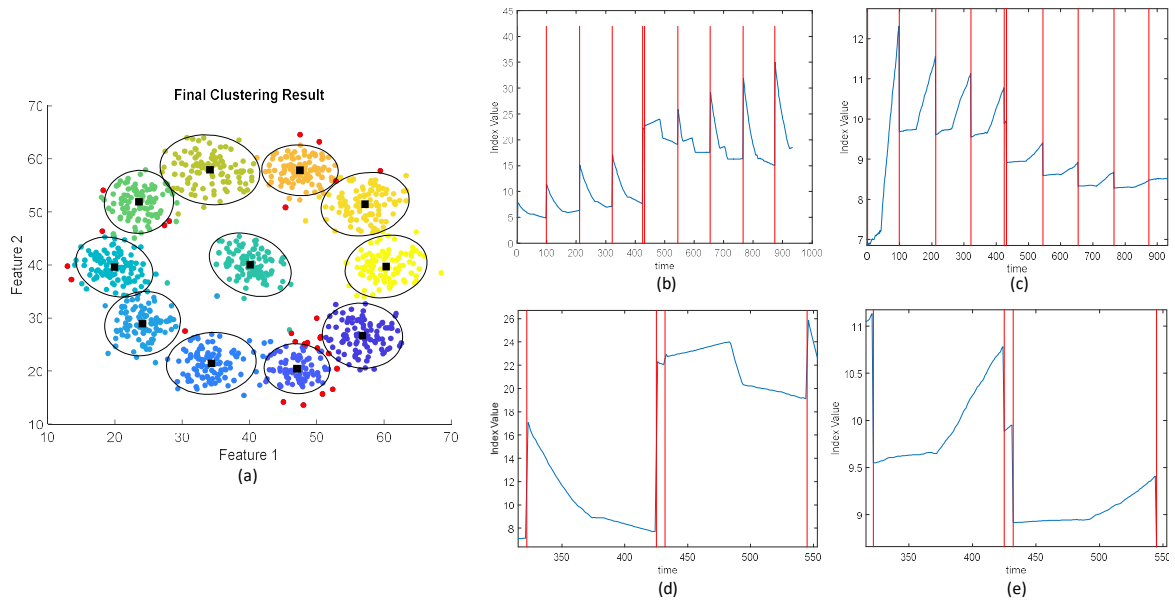 Final Clustering Result
70
60
50
40
30
20
10
Feature 2
10 20 30 40 50 60 70
Feature 1
(a)
45
40
35
30
25
20
15
10
5
0
Index Value
0 100 200 300 400 500 600 700 800 900 1000
time
(b)
12
11
10
9
8
7
Index Value
0 100 200 300 400 500 600 700 800 900
time
(c)
26
24
22
20
18
16
14
12
10
8
Index Value
350 400 450 500 550
time
(d)
11
10.5
10
9.5
9
Index Value
350 400 450 500 550
time
(e)